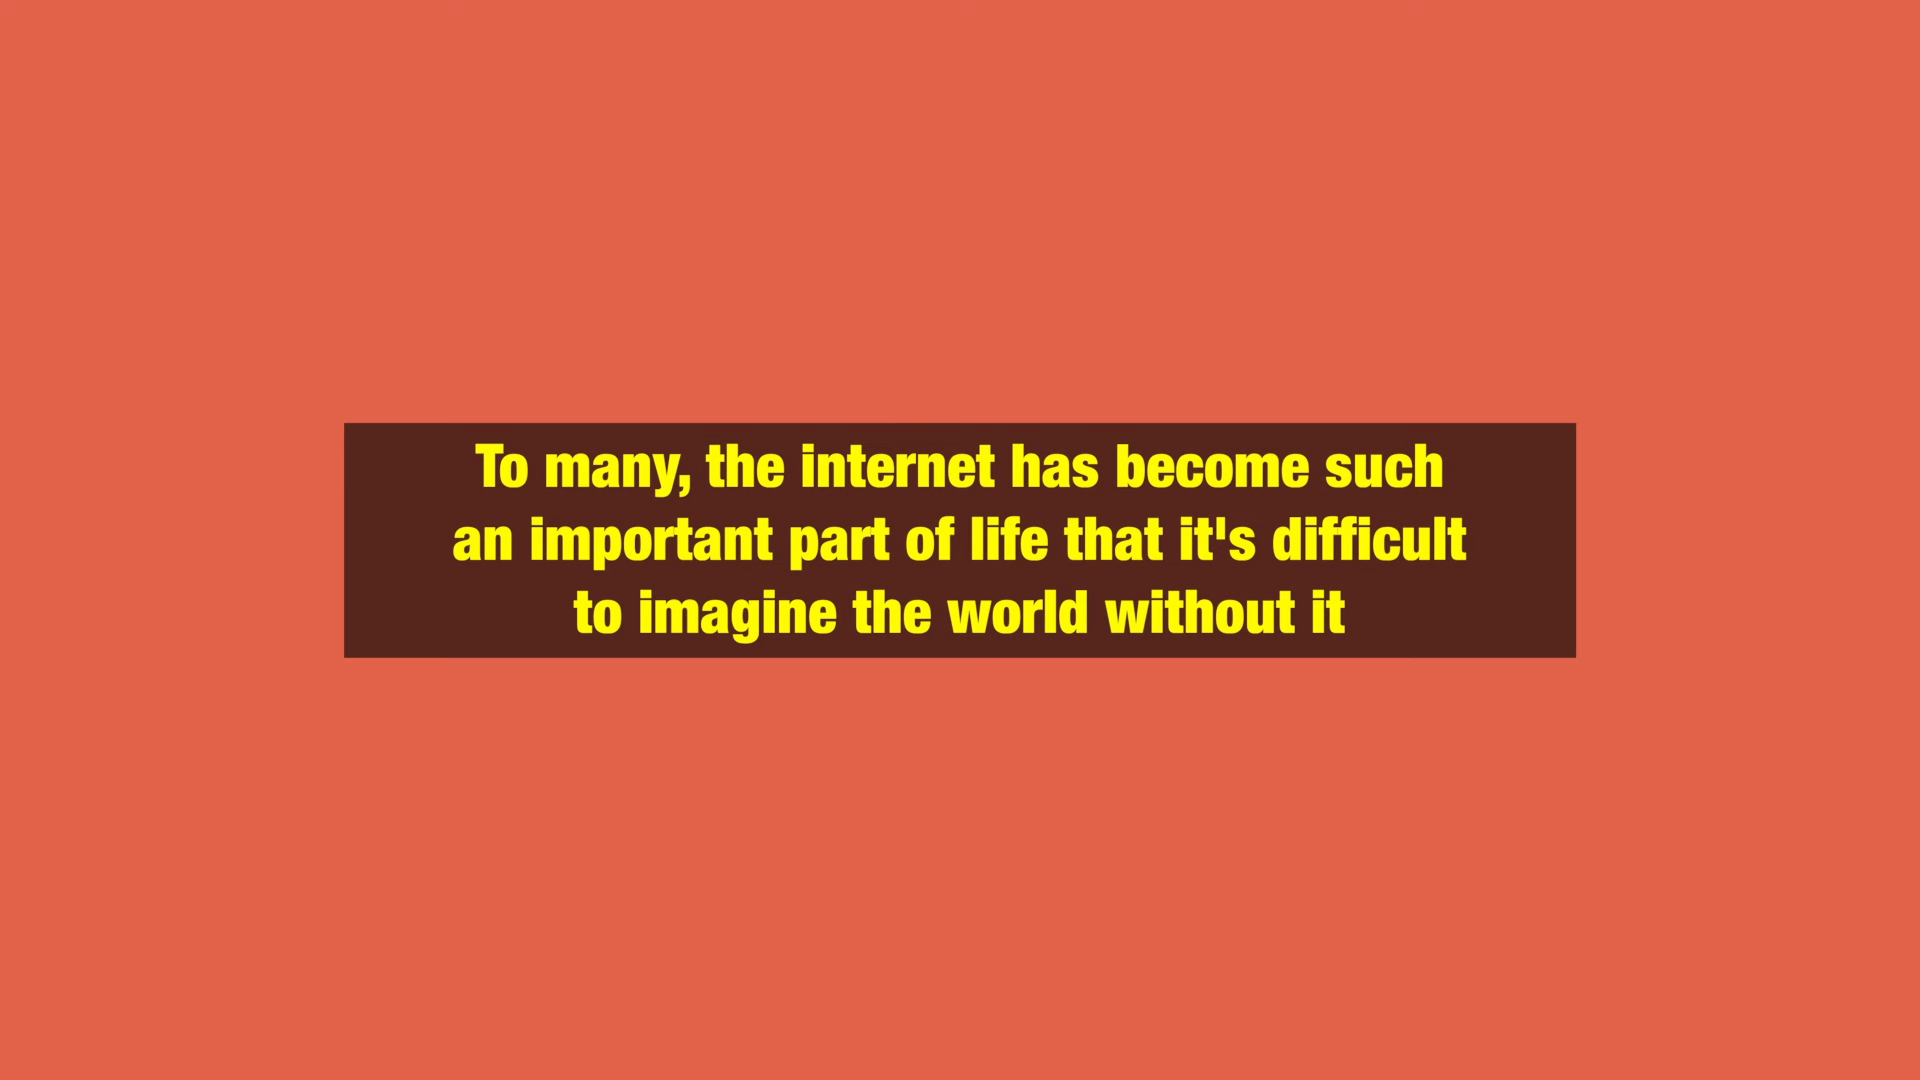 To many, the internet has become such
an important part of life that it's difficult
to imagine the world without it